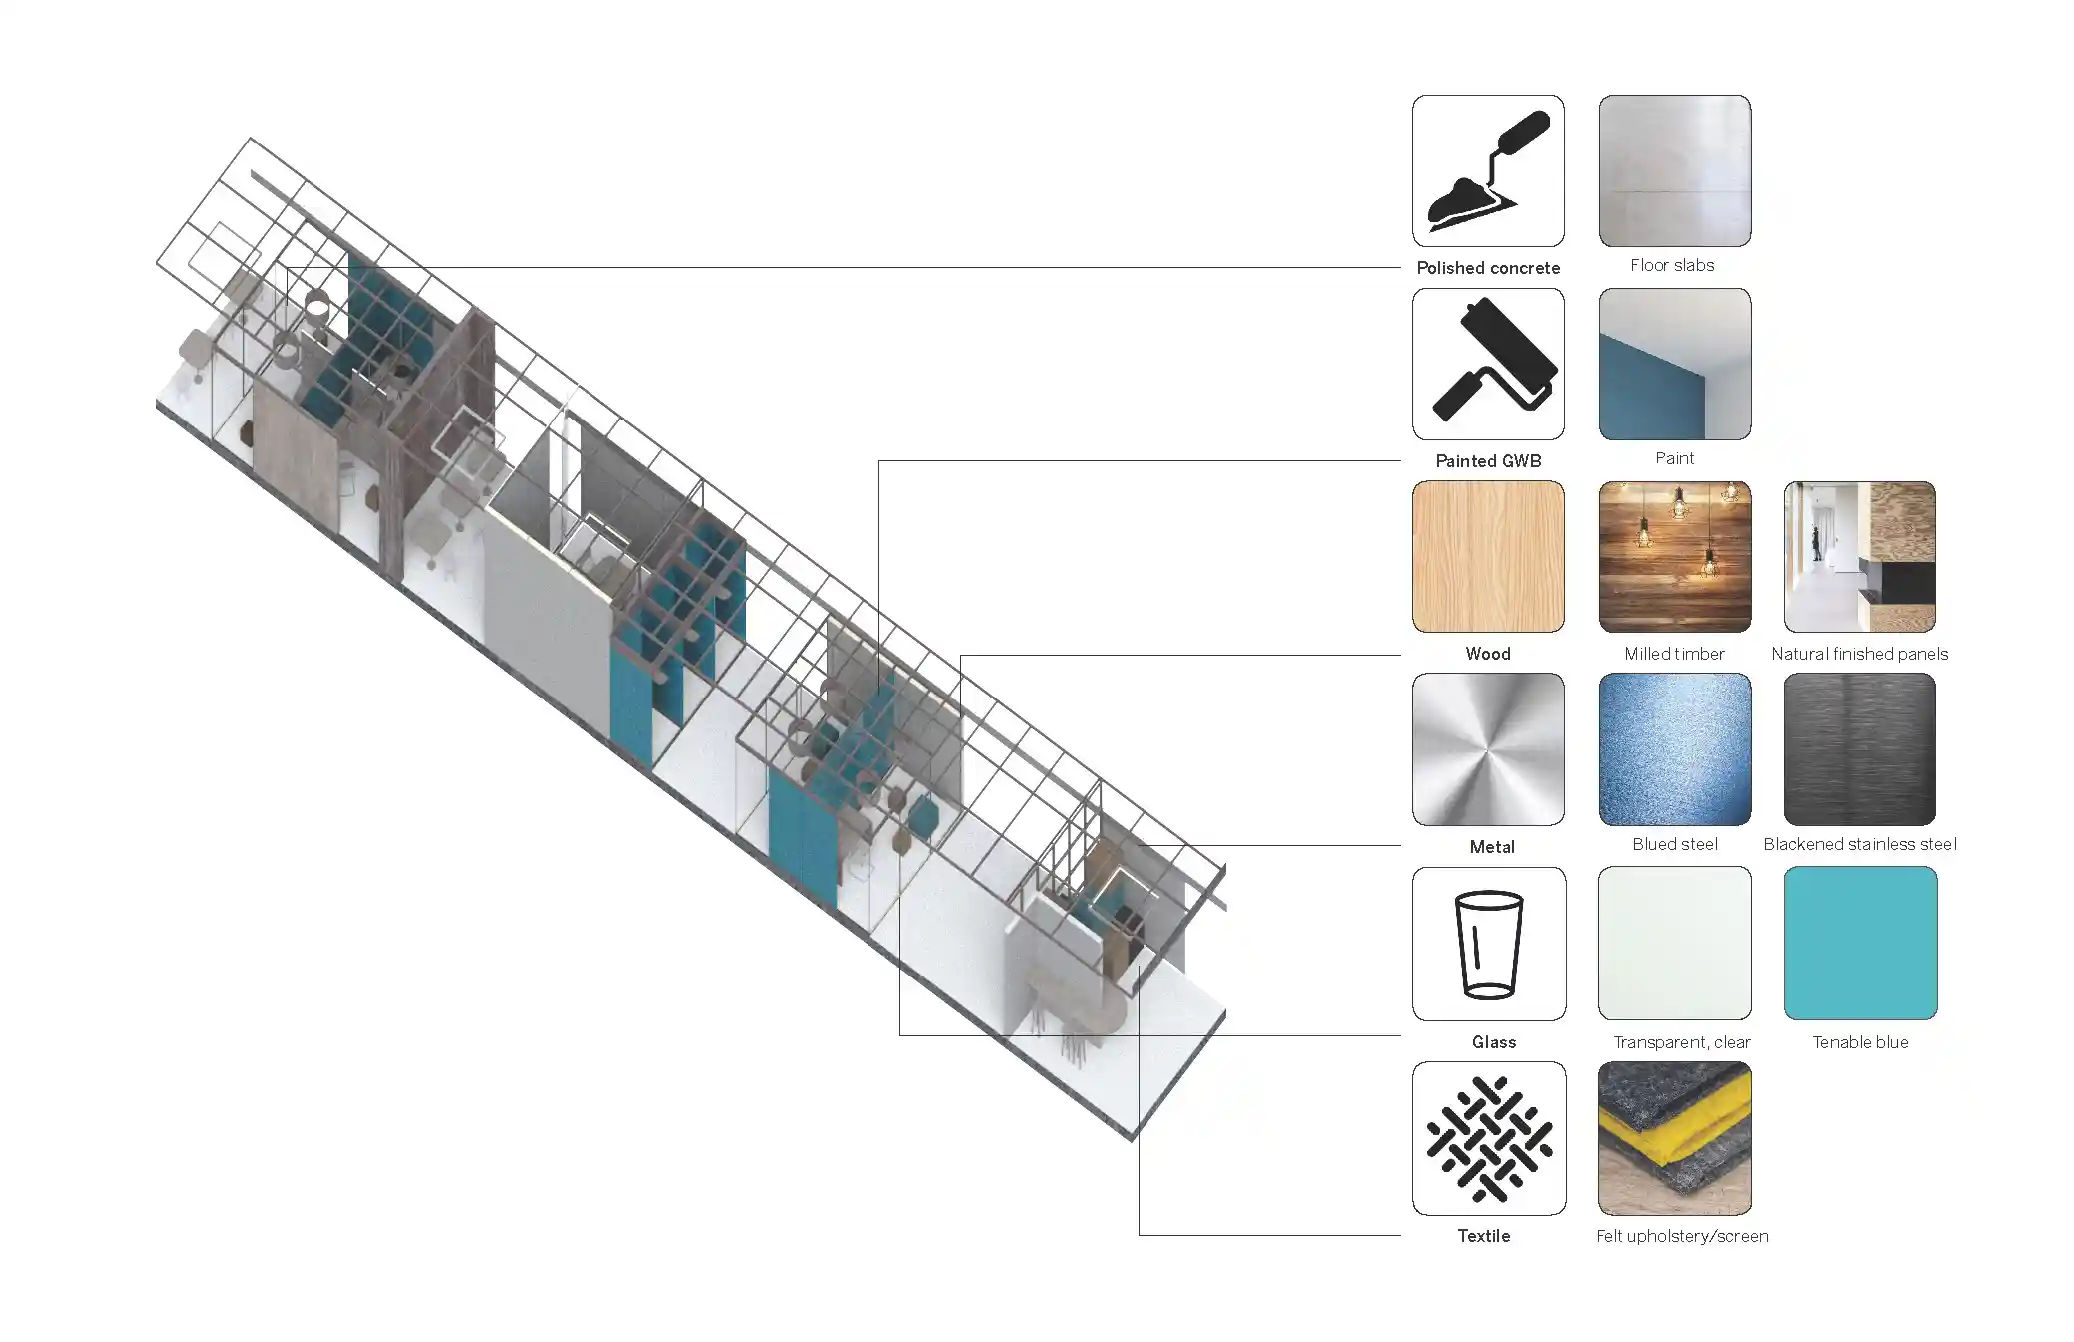 Polished concrete
Floor slabs
Painted GWB
Paint
Wood
Milled timber
Natural finished panels
Metal
Blued steel
Blackened stainless steel
Glass
Transparent, clear
Tenable blue
Textile
Felt upholstery/screen